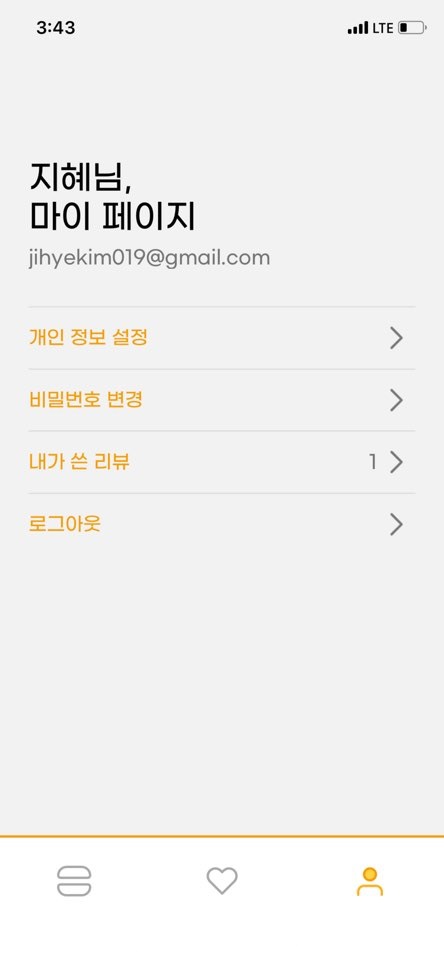 3:43
LTE
지혜님,
마이 페이지
jihyekim019@gmail.com
개인 정보 설정
비밀번호 변경
내가 쓴 리뷰 1
로그아웃